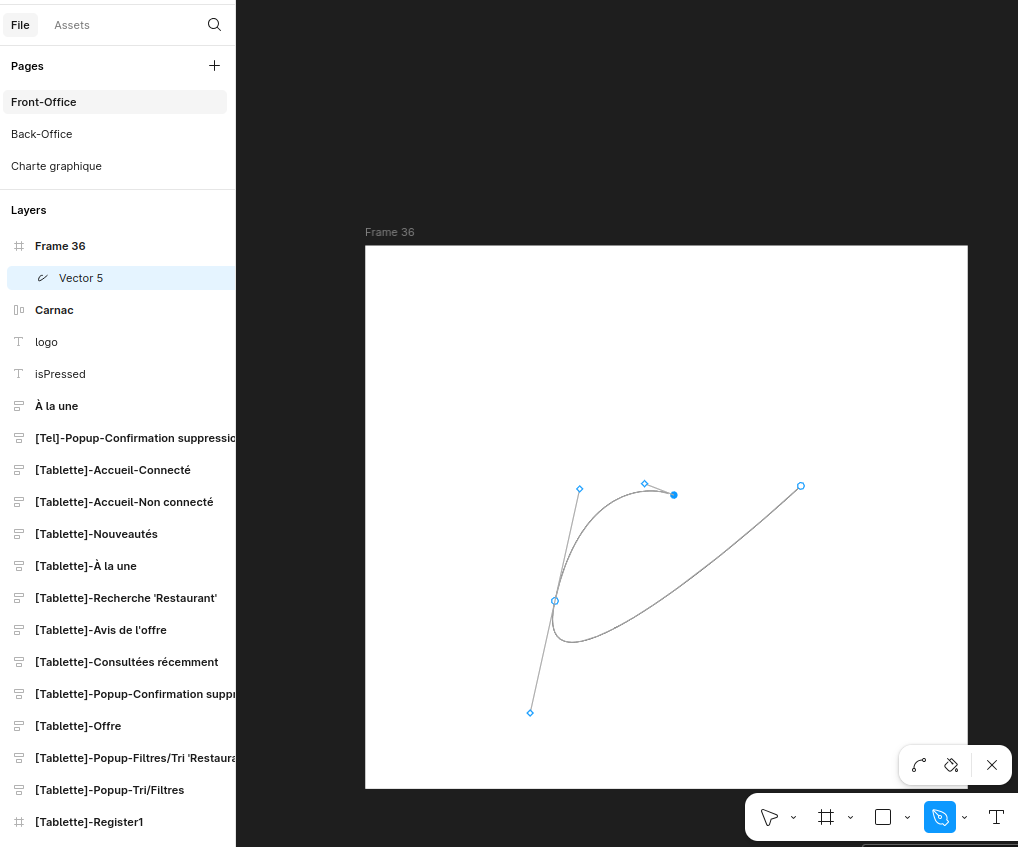 File
Assets
Pages
Front-Office
Back-Office
Charte graphique
Layers
Frame 36
Vector 5
Carnac
logo
isPressed
À la une
[Tel]-Popup-Confirmation suppressio
[Tablette]-Accueil-Connecté
[Tablette]-Accueil-Non connecté
[Tablette]-Nouveautés
[Tablette]-À la une
[Tablette]-Recherche 'Restaurant'
[Tablette]-Avis de l'offre
[Tablette]-Consultées récemment
[Tablette]-Popup-Confirmation suppr
[Tablette]-Offre
[Tablette]-Popup-Filtres/Tri 'Restaura
[Tablette]-Popup-Tri/Filtres
[Tablette]-Register1
Frame 36